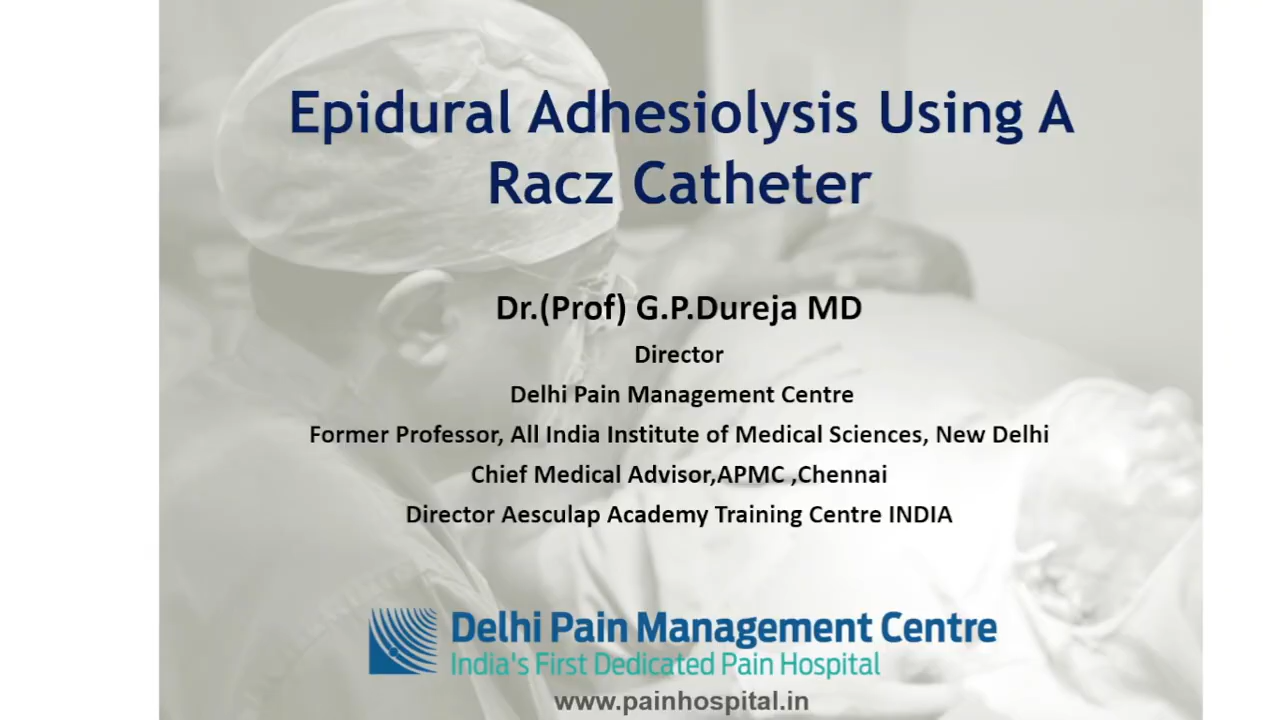 Epidural Adhesiolysis Using A
Racz Catheter
Dr.(Prof) G.P.Dureja MD
Director
Delhi Pain Management Centre
Former Professor, All India Institute of Medical Sciences, New Delhi
Chief Medical Advisor,APMC ,Chennai
Director Aesculap Academy Training Centre INDIA
Delhi Pain Management Centre
India's First Dedicated Pain Hospital
www.painhospital.in